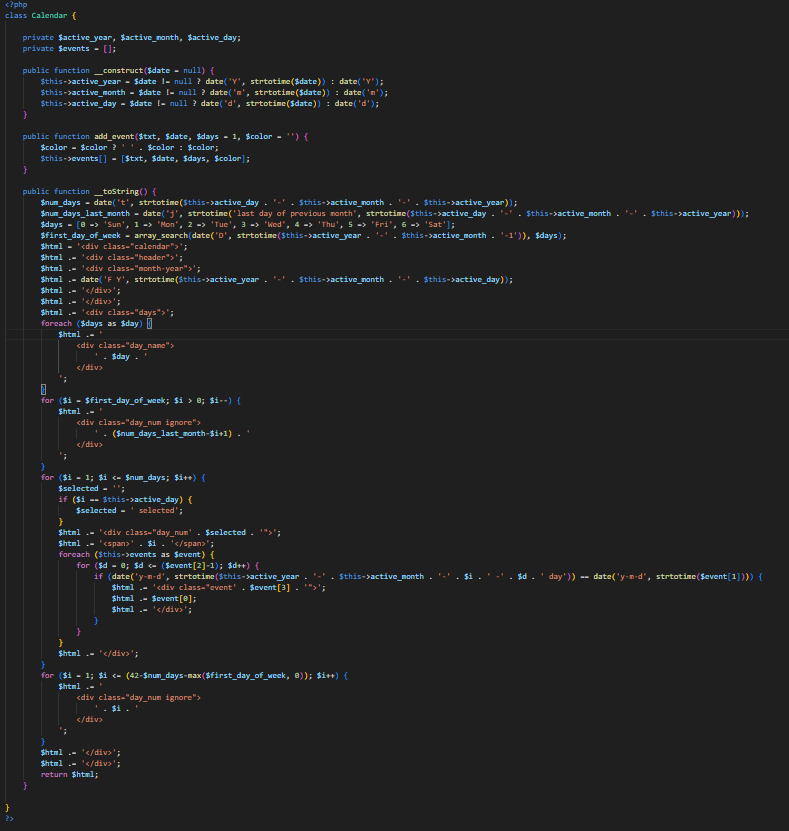 <?php
class Calendar {
    private $active_year, $active_month, $active_day;
    private $events = [];
    public function __construct($date = null) {
        $this->active_year = $date != null ? date('Y', strtotime($date)) : date('Y');
        $this->active_month = $date != null ? date('m', strtotime($date)) : date('m');
        $this->active_day = $date != null ? date('d', strtotime($date)) : date('d');
    }
    public function add_event($txt, $date, $days = 1, $color = '') {
        $color = $color ? ' ' . $color : $color;
        $this->events[] = [$txt, $date, $days, $color];
    }
    public function __toString() {
        $num_days = date('t', strtotime($this->active_day . '-' . $this->active_month . '-' . $this->active_year));
        $num_days_last_month = date('j', strtotime('last day of previous month', strtotime($this->active_day . '-' . $this->active_month . '-' . $this->active_year)));
        $days = [0 => 'Sun', 1 => 'Mon', 2 => 'Tue', 3 => 'Wed', 4 => 'Thu', 5 => 'Fri', 6 => 'Sat'];
        $first_day_of_week = array_search(date('D', strtotime($this->active_year . '-' . $this->active_month . '-1')), $days);
        $html = '<div class="calendar">';
        $html .= '<div class="header">';
        $html .= '<div class="month-year">';
        $html .= date('F Y', strtotime($this->active_year . '-' . $this->active_month . '-' . $this->active_day));
        $html .= '</div>';
        $html .= '</div>';
        $html .= '<div class="days">';
        foreach ($days as $day) {
            $html .= '
                <div class="day_name">
                    ' . $day . '
                </div>
            ';
        }
        for ($i = $first_day_of_week; $i > 0; $i--) {
            $html .= '
                <div class="day_num ignore">
                    ' . ($num_days_last_month-$i+1) . '
                </div>
            ';
        }
        for ($i = 1; $i <= $num_days; $i++) {
            $selected = '';
            if ($i == $this->active_day) {
                $selected = ' selected';
            }
            $html .= '<div class="day_num' . $selected . '">';
            $html .= '<span>' . $i . '</span>';
            foreach ($this->events as $event) {
                for ($d = 0; $d <= ($event[2]-1); $d++) {
                    if (date('y-m-d', strtotime($this->active_year . '-' . $this->active_month . '-' . $i . ' -' . $d . ' day')) == date('y-m-d', strtotime($event[1]))) {
                        $html .= '<div class="event' . $event[3] . '">';
                        $html .= $event[0];
                        $html .= '</div>';
                    }
                }
            }
            $html .= '</div>';
        }
        for ($i = 1; $i <= (42-$num_days-max($first_day_of_week, 0)); $i++) {
            $html .= '
                <div class="day_num ignore">
                    ' . $i . '
                </div>
            ';
        }
        $html .= '</div>';
        $html .= '</div>';
        return $html;
    }
}
?>